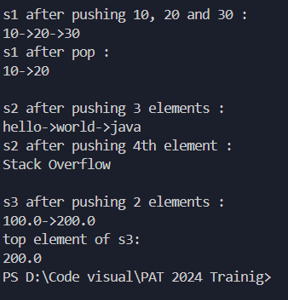 s1 after pushing 10, 20 and 30 :
10->20->30
s1 after pop :
10->20
s2 after pushing 3 elements :
hello->world->java
s2 after pushing 4th element :
Stack Overflow
s3 after pushing 2 elements :
100.0->200.0
top element of s3:
200.0
PS D:\Code visual\PAT 2024 Trainig>